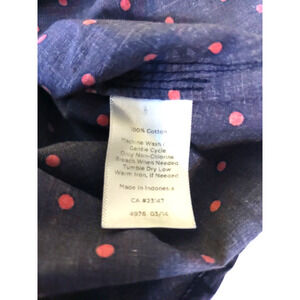 100% Cotton
Machine Wash
Gentle Cycle
Only Non-Chlorine
Bleach When Needed
Tumble Dry Low
Warm Iron, If Needed
Made in Indonesia
CA #23147
4976 03/14